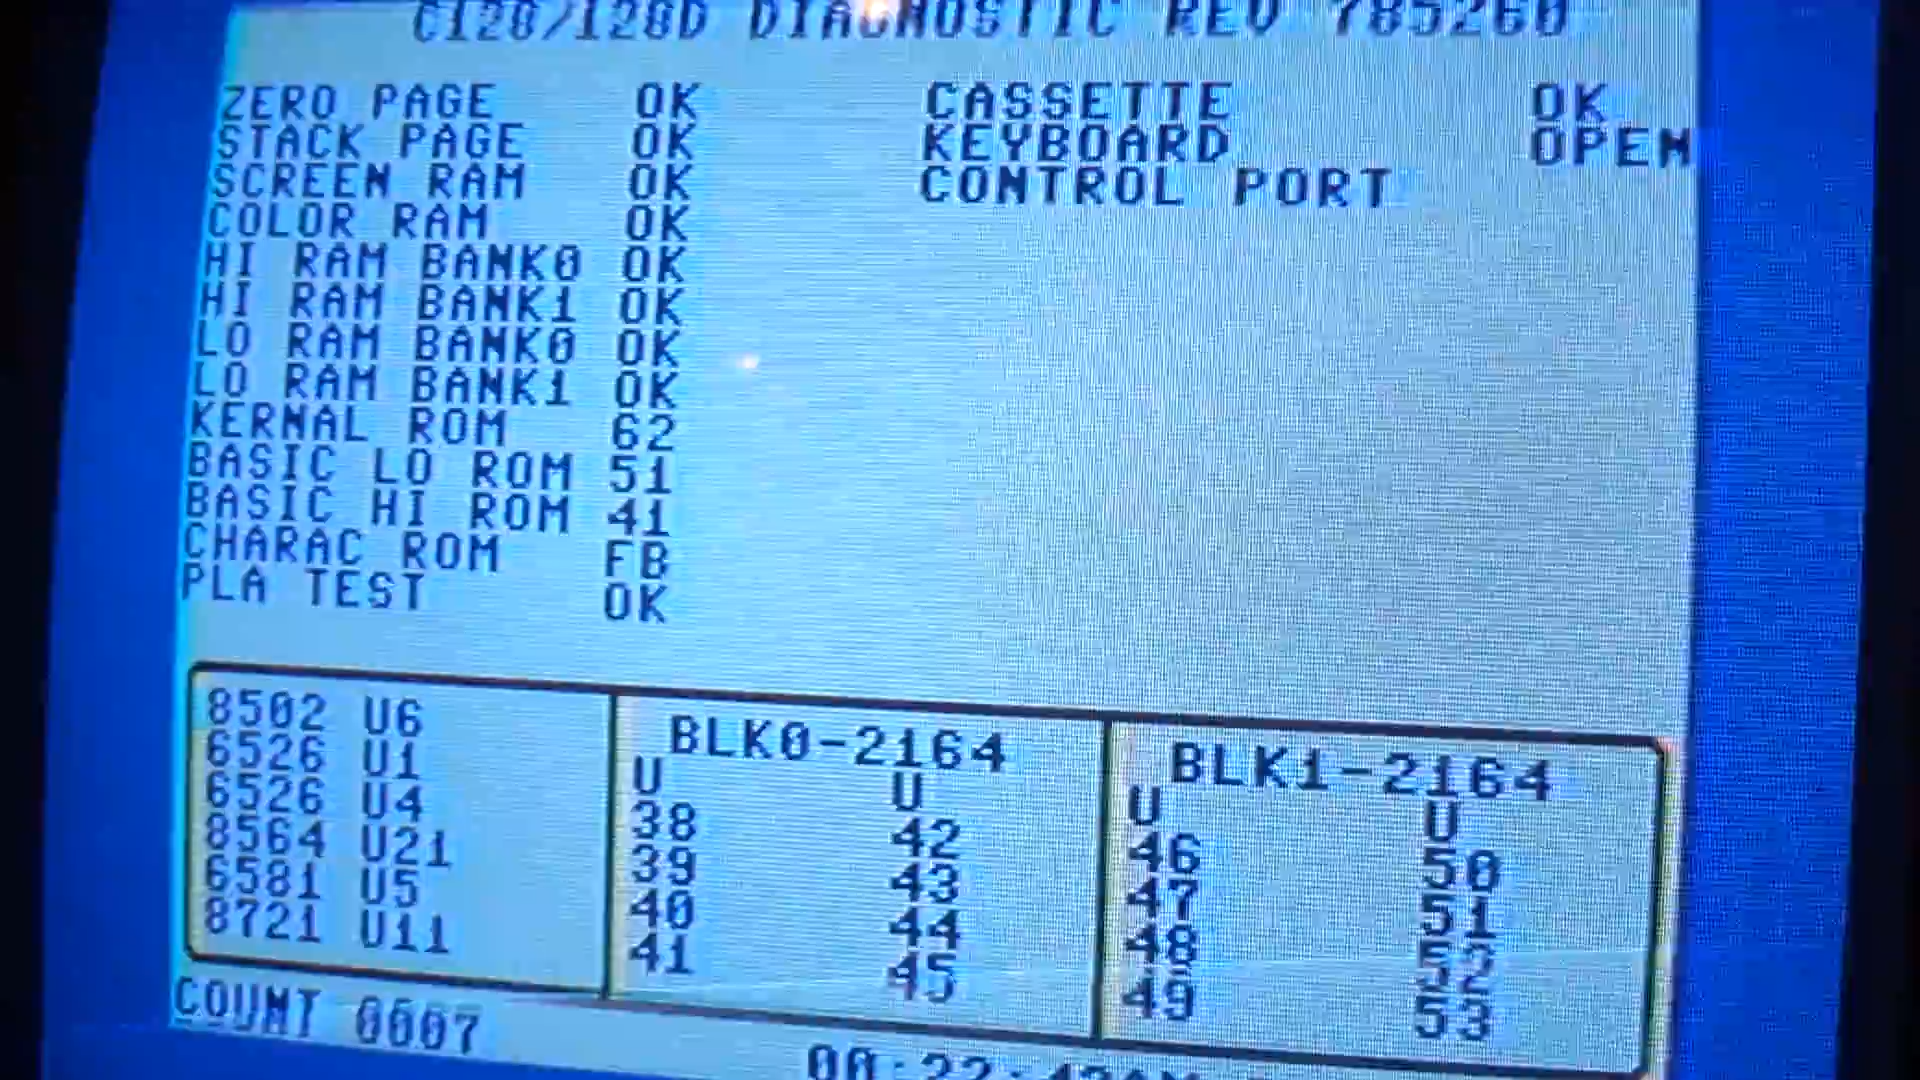 C128/128D DIAGNOSTIC REV 785260
ZERO PAGE OK
STACK PAGE OK
SCREEN RAM OK
COLOR RAM OK
HI RAM BANK0 OK
HI RAM BANK1 OK
LO RAM BANK0 OK
LO RAM BANK1 OK
KERNAL ROM 62
BASIC LO ROM 51
BASIC HI ROM 41
CHARAC ROM FB
PLA TEST OK
CASSETTE OK
KEYBOARD OPEN
CONTROL PORT
8502 U6
6526 U1
6526 U4
8564 U21
6581 U5
8721 U11
BLK0-2164
U U
38 42
39 43
40 44
41 45
BLK1-2164
U U
46 50
47 51
48 52
49 53
COUNT 0007